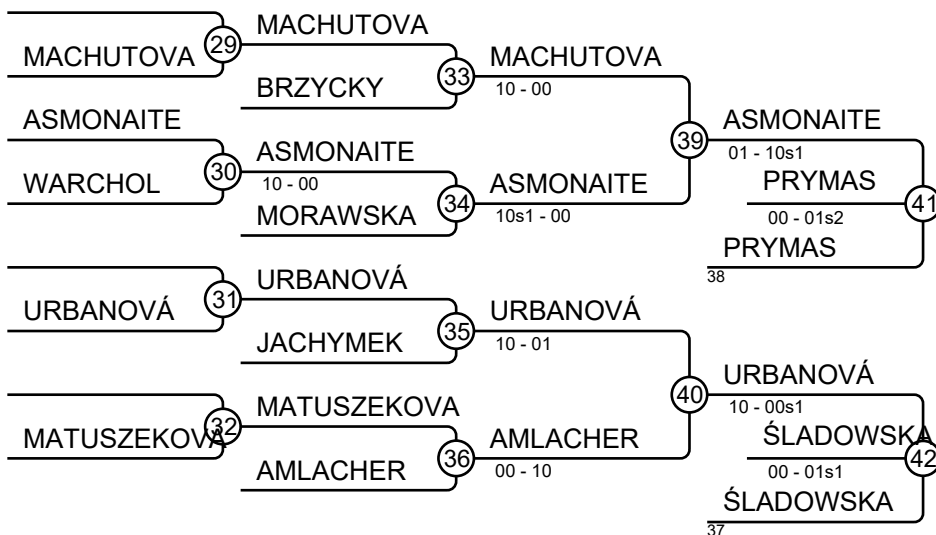 MACHUTOVA
29
MACHUTOVA
BRZYCKY
33
MACHUTOVA
10 - 00
ASMONAITE
WARCHOL
30
ASMONAITE
10 - 00
MORAWSKA
34
ASMONAITE
10s1 - 00
39
ASMONAITE
01 - 10s1
PRYMAS
00 - 01s2
PRYMAS
38
41
URBANOVÁ
31
URBANOVÁ
JACHYMEK
35
URBANOVÁ
10 - 01
MATUSZEKOVA
32
MATUSZEKOVA
AMLACHER
36
AMLACHER
00 - 10
40
URBANOVÁ
10 - 00s1
ŚLADOWSKA
00 - 01s1
ŚLADOWSKA
37
42